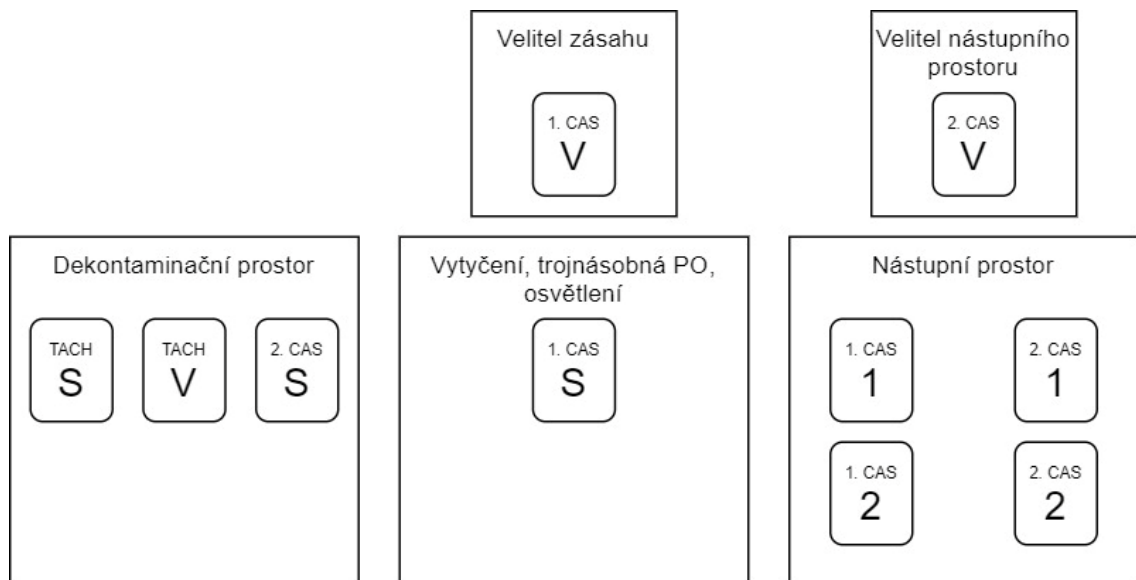 Velitel zásahu
1. CAS
V
Velitel nástupního
prostoru
2. CAS
V
Dekontaminační prostor
TACH
S
TACH
V
2. CAS
S
Vytyčení, trojnásobná PO,
osvětlení
1. CAS
S
Nástupní prostor
1. CAS
1
2. CAS
1
1. CAS
2
2. CAS
2